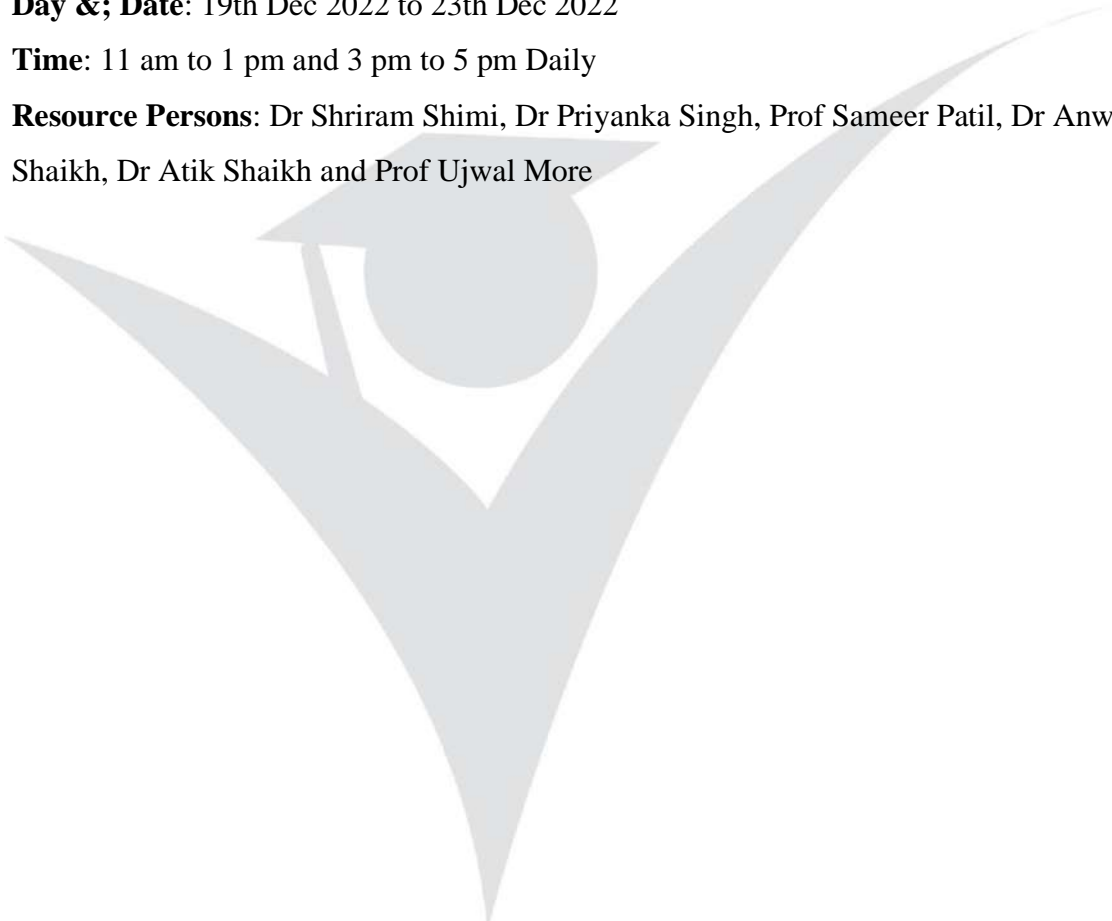 Day &; Date: 19th Dec 2022 to 23th Dec 2022
Time: 11 am to 1 pm and 3 pm to 5 pm Daily
Resource Persons: Dr Shriram Shimi, Dr Priyanka Singh, Prof Sameer Patil, Dr Anw
Shaikh, Dr Atik Shaikh and Prof Ujwal More